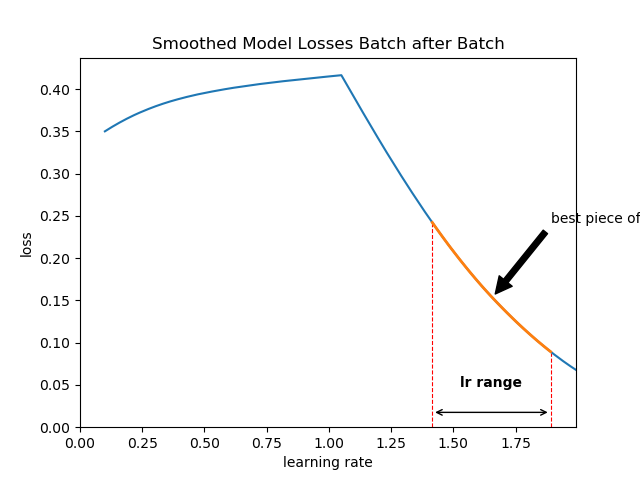 Smoothed Model Losses Batch after Batch
0.40
0.35
0.30
0.25
0.20
0.15
0.10
0.05
0.00
loss
best piece of
lr range
0.00 0.25 0.50 0.75 1.00 1.25 1.50 1.75
learning rate